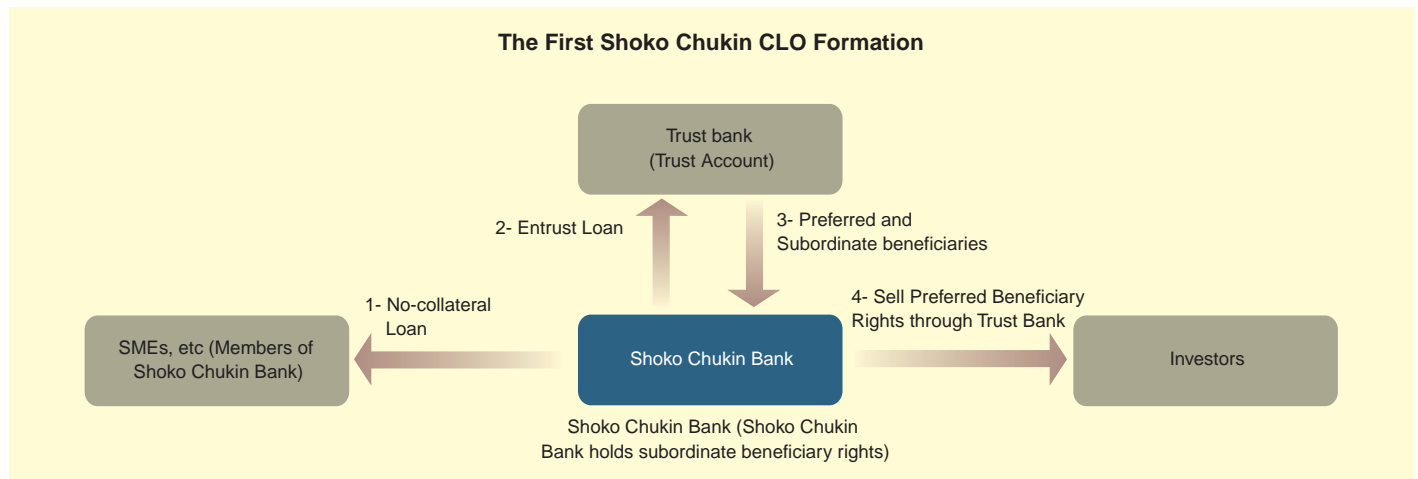 The First Shoko Chukin CLO Formation
Trust bank
(Trust Account)
2- Entrust Loan
3- Preferred and
Subordinate beneficiaries
1- No-collateral
Loan
4- Sell Preferred Beneficiary
Rights through Trust Bank
SMEs, etc (Members of
Shoko Chukin Bank)
Shoko Chukin Bank
Investors
Shoko Chukin Bank (Shoko Chukin
Bank holds subordinate beneficiary rights)